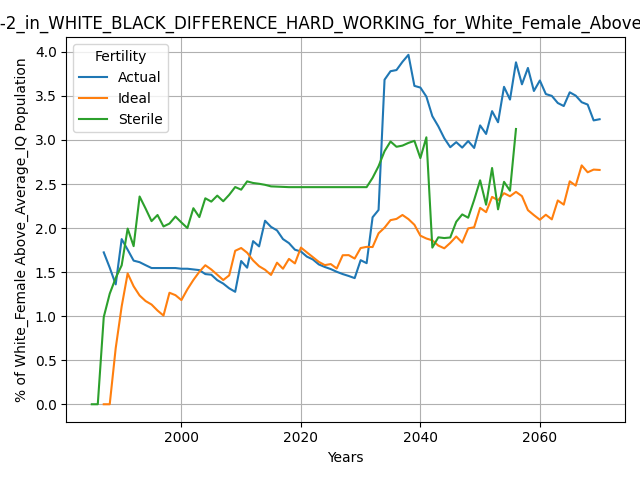 -2_in_WHITE_BLACK_DIFFERENCE_HARD_WORKING_for_White_Female_Above
Fertility
Actual
Ideal
Sterile
% of White_Female Above_Average_IQ Population
4.0
3.5
3.0
2.5
2.0
1.5
1.0
0.5
0.0
2000
2020
2040
2060
Years